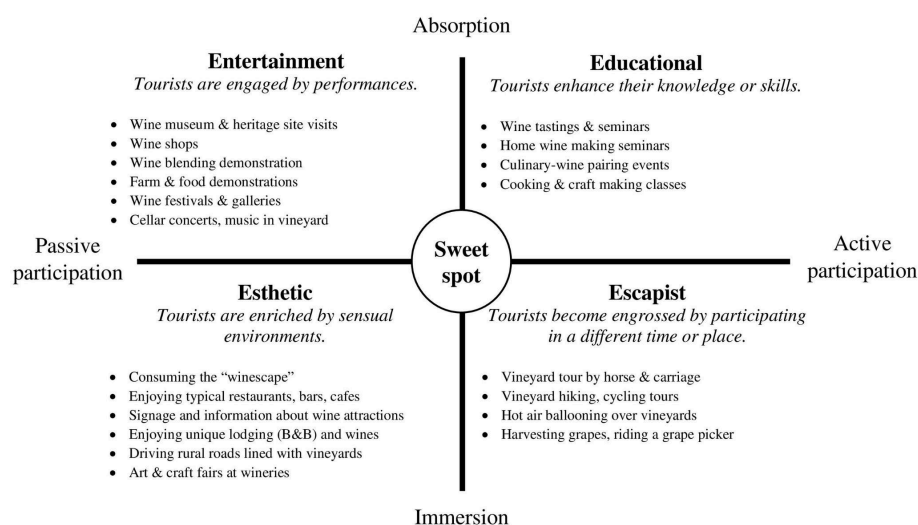 Absorption
Entertainment
Tourists are engaged by performances.
• Wine museum & heritage site visits
• Wine shops
• Wine blending demonstration
• Farm & food demonstrations
• Wine festivals & galleries
• Cellar concerts, music in vineyard
Educational
Tourists enhance their knowledge or skills.
• Wine tastings & seminars
• Home wine making seminars
• Culinary-wine pairing events
• Cooking & craft making classes
Passive
participation
Sweet
spot
Active
participation
Esthetic
Tourists are enriched by sensual
environments.
• Consuming the “winescape”
• Enjoying typical restaurants, bars, cafes
• Signage and information about wine attractions
• Enjoying unique lodging (B&B) and wines
• Driving rural roads lined with vineyards
• Art & craft fairs at wineries
Escapist
Tourists become engrossed by participating
in a different time or place.
• Vineyard tour by horse & carriage
• Vineyard hiking, cycling tours
• Hot air ballooning over vineyards
• Harvesting grapes, riding a grape picker
Immersion